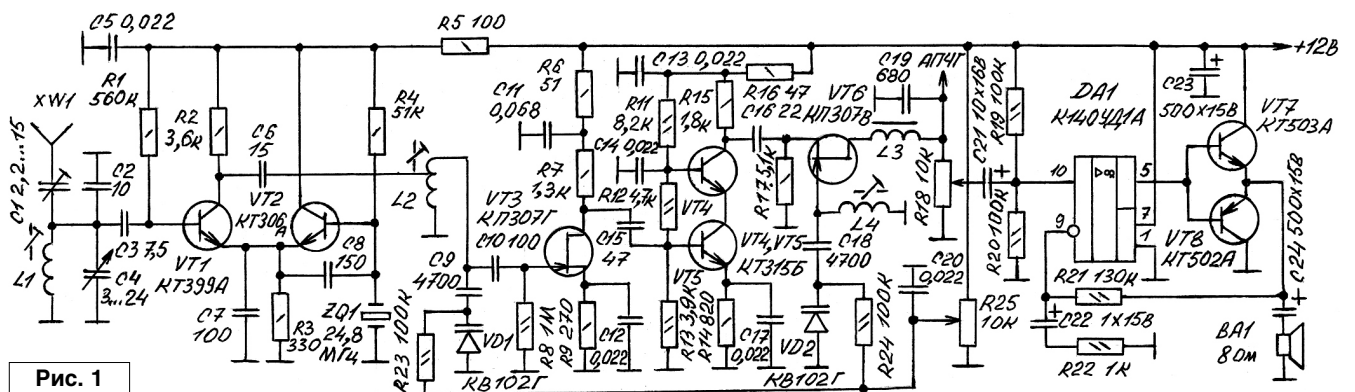 C5 0,022
R5 100
+12В
R1
560К
XW1
R2
3,6К
C6
15
R4
51К
C11
0,068
R6
51
C13 0,022
R11
8,2К
R15
1,8К
R16 47
C16 22
VT6
КП307В
C19
680
АПЧГ
L3
C21 10х16В
R19 100К
DA1
К140УД1А
C23
500х15В
VT7
КТ503А
C1 2,2...15
C2
10
VT2
КТ306
А
L2
R7
1,3К
C14 0,022
R12 4,7К
VT4
R17 5,1К
L4
R18 10К
10
▷∞
5
9
7
1
L1
C3 7,5
C4
3...24
VT1
КТ399А
C8
150
C9
4700
VT3
КП307Г
C10 100
C15
47
VT4, VT5
КТ315Б
VT5
C18
4700
C20
0,022
R20 100К
R21 130К
VT8
КТ502А
C24 500х15В
C7
100
R3
330
ZQ1
24,8
МГц
R23 100К
VD1
КВ102Г
R8 1М
R9 270
C12
0,022
R13 3,9К
R14 820
C17
0,022
VD2
КВ102Г
R24 100К
R25
10К
C22 1х15В
R22 1К
BA1
8 Ом
Рис. 1